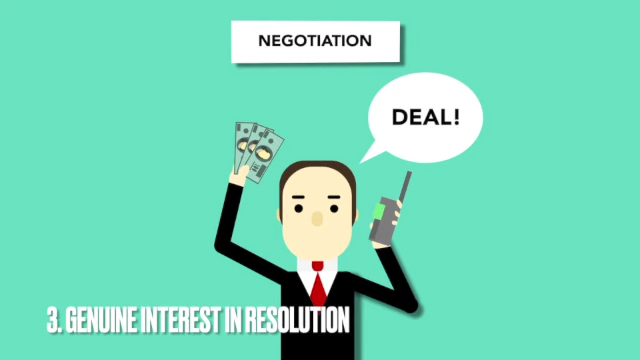 NEGOTIATION
DEAL!
3. GENUINE INTEREST IN RESOLUTION